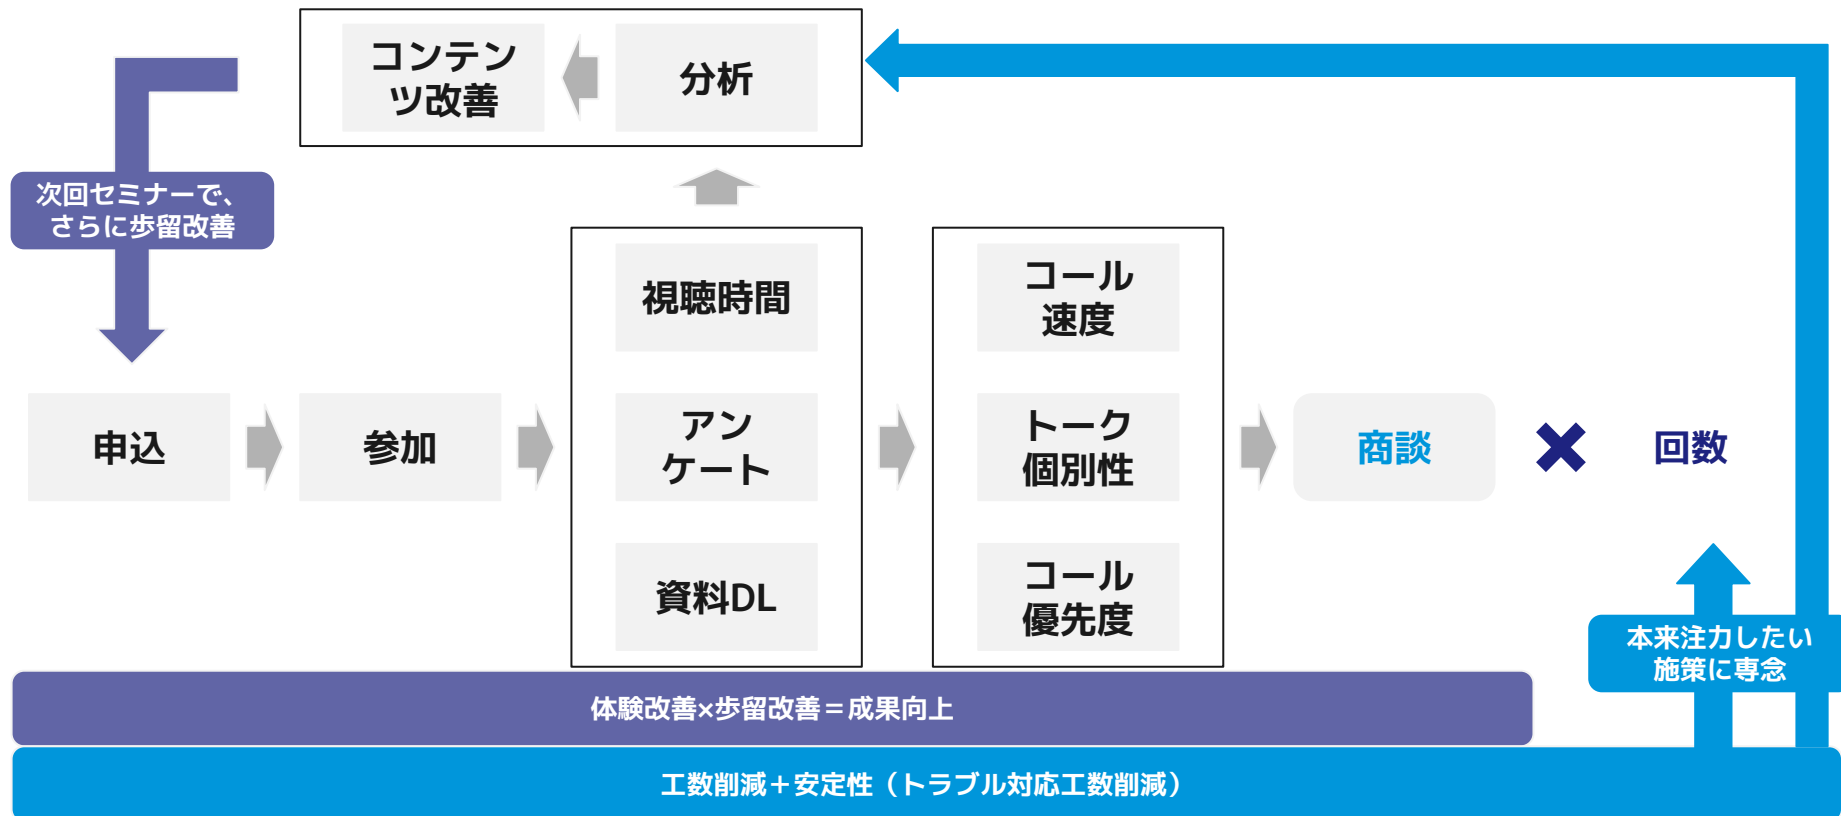 コンテン
ツ改善
分析
次回セミナーで、
さらに歩留改善
視聴時間
コール
速度
申込
参加
アン
ケート
トーク
個別性
商談
×
回数
資料DL
コール
優先度
本来注力したい
施策に専念
体験改善×歩留改善＝成果向上
工数削減＋安定性（トラブル対応工数削減）